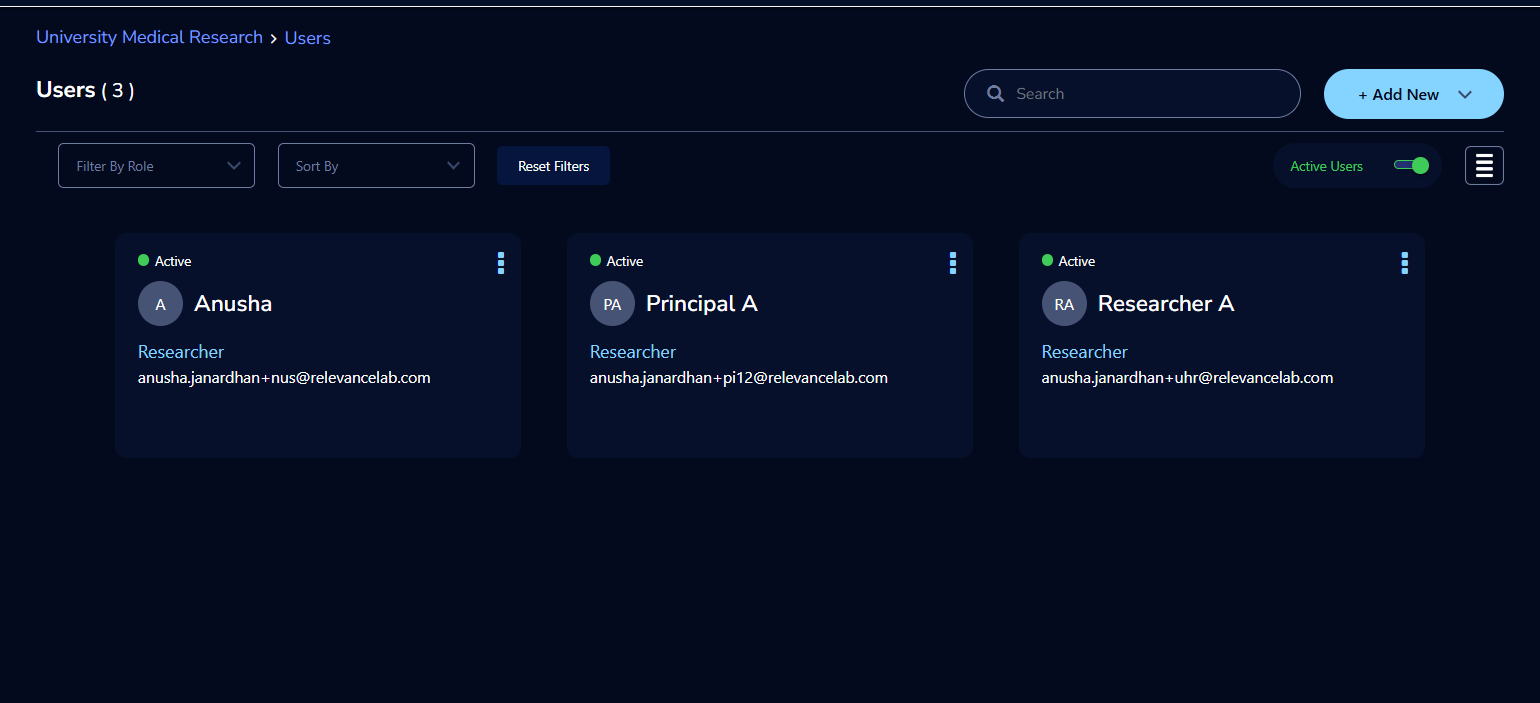 University Medical Research > Users
Users ( 3 )
Search
+ Add New
Filter By Role
Sort By
Reset Filters
Active Users
Active
A
Anusha
Researcher
anusha.janardhan+nus@relevancelab.com
Active
PA
Principal A
Researcher
anusha.janardhan+pi12@relevancelab.com
Active
RA
Researcher A
Researcher
anusha.janardhan+uhr@relevancelab.com